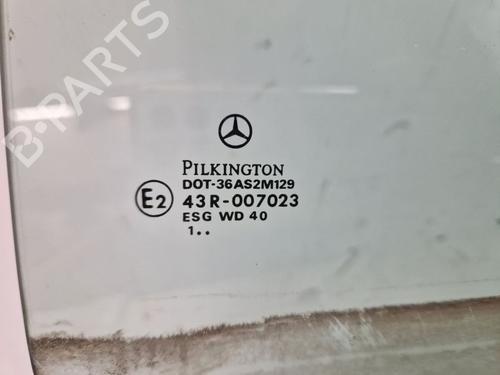 B-PARTS
PILKINGTON
DOT-36AS2M129
E2 43R-007023
ESG WD 40
1..